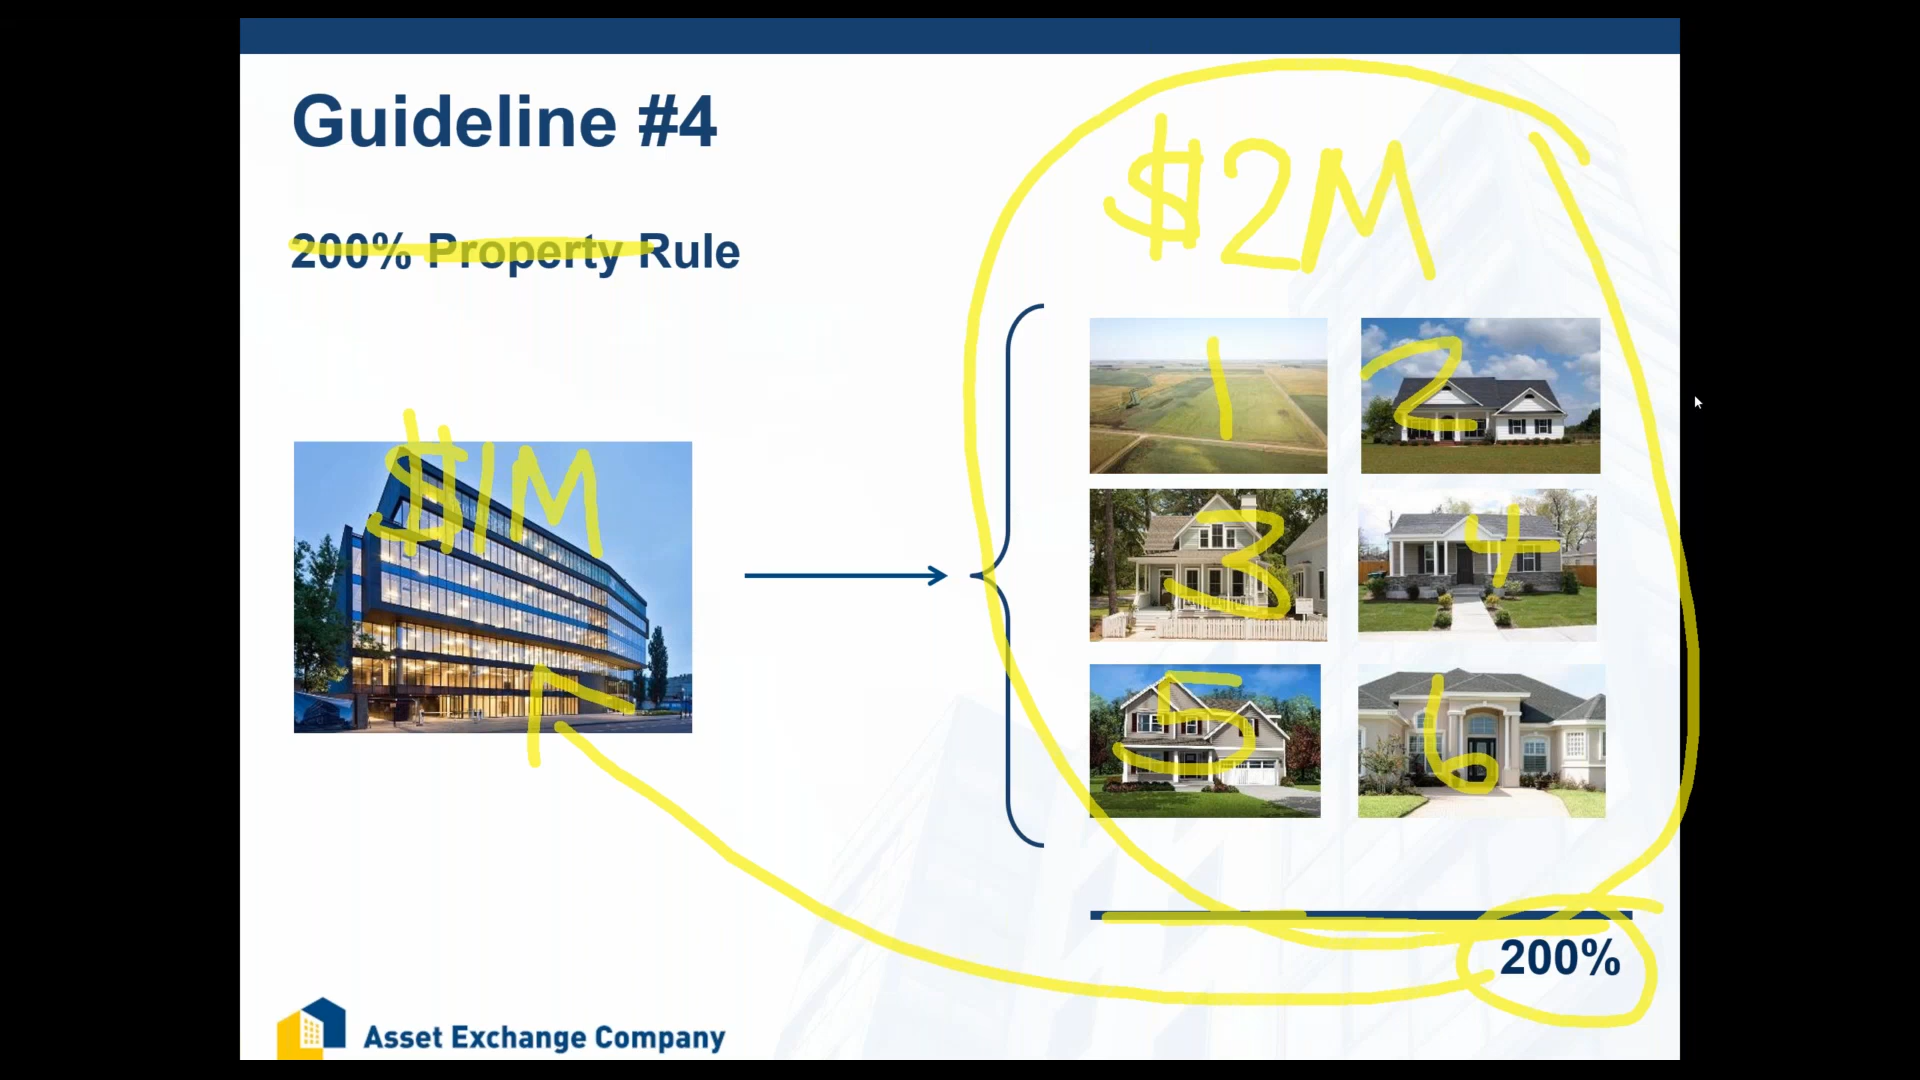 Guideline #4
200% Property Rule
$2M
$1M
1
2
3
4
5
6
200%
Asset Exchange Company